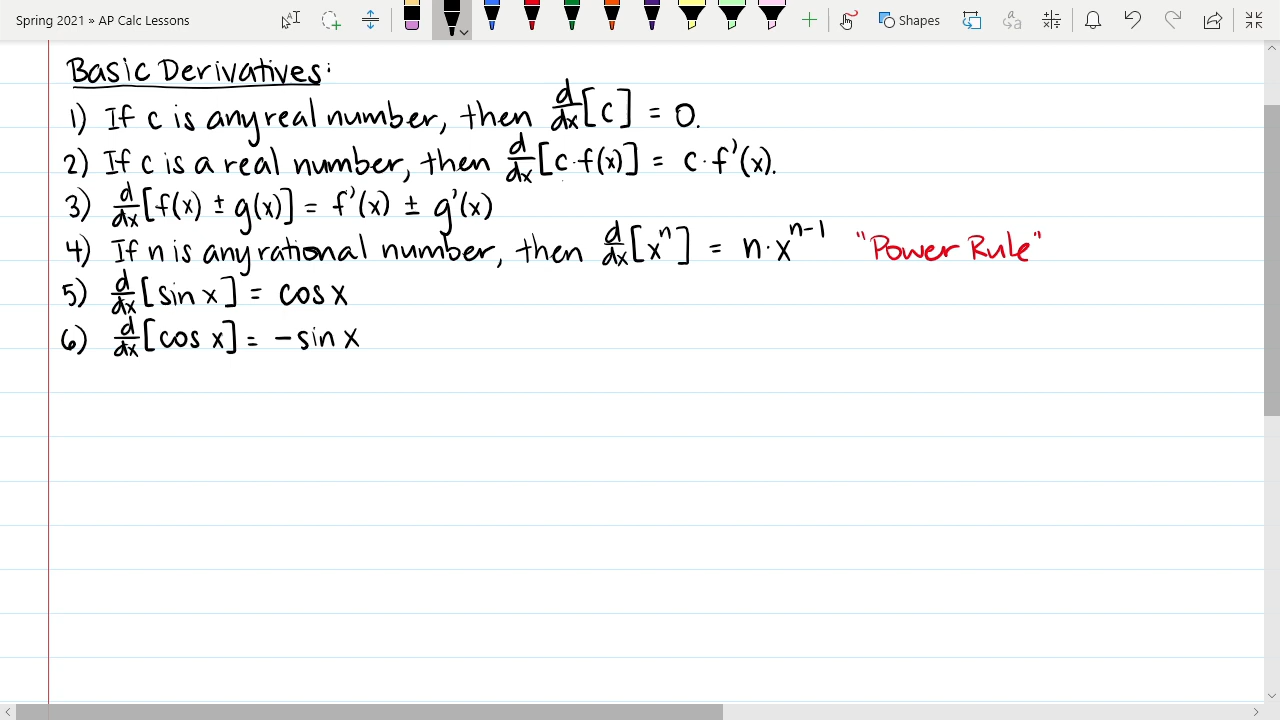 Spring 2021 » AP Calc Lessons
Shapes
Basic Derivatives:
1) If c is any real number, then d/dx [c] = 0.
2) If c is a real number, then d/dx [c·f(x)] = c·f'(x).
3) d/dx [f(x) ± g(x)] = f'(x) ± g'(x)
4) If n is any rational number, then d/dx [xⁿ] = n·xⁿ⁻¹ "Power Rule"
5) d/dx [sin x] = cos x
6) d/dx [cos x] = -sin x